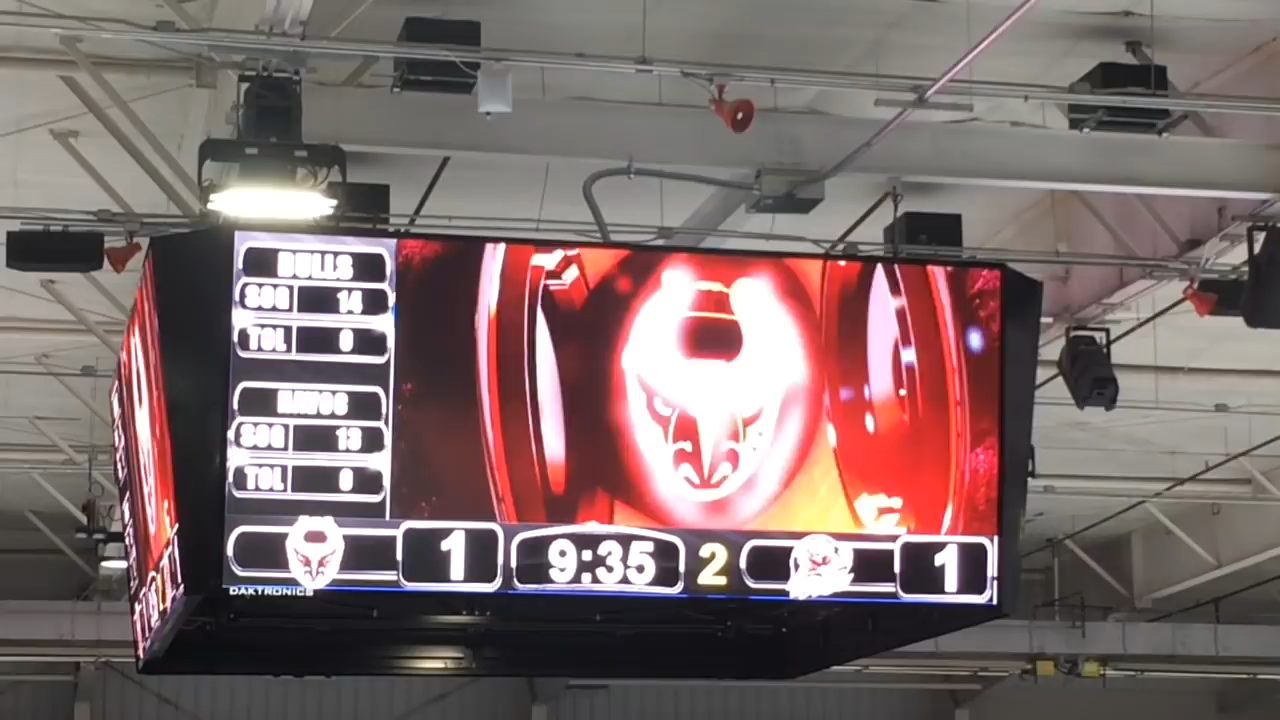 BULLS
SOG 14
TOL 0
HAVOC
SOG 13
TOL 0
1 9:35 2 1
DAKTRONICS